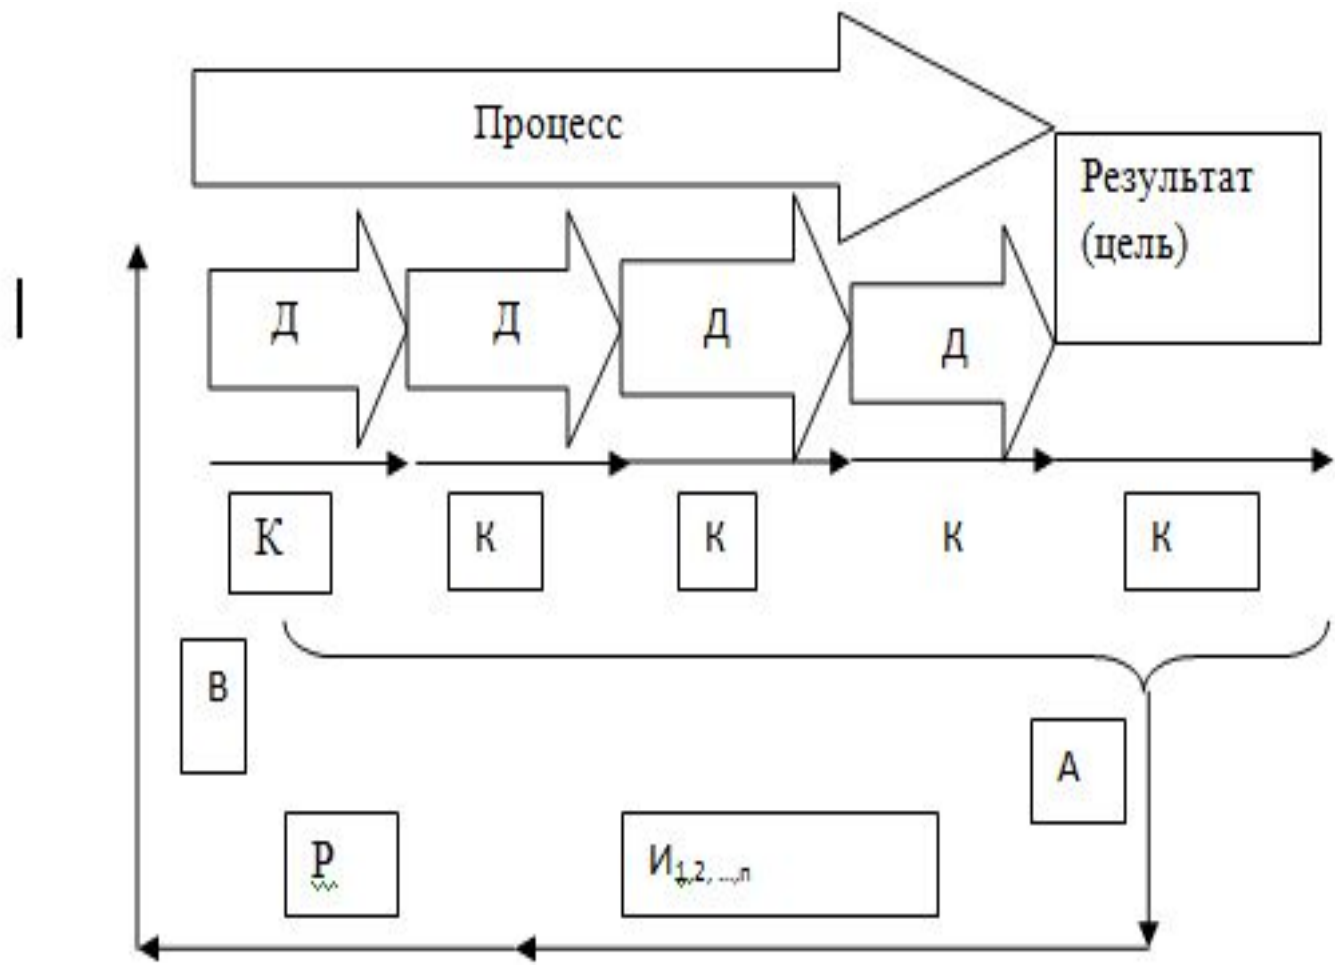 Процесс
Результат
(цель)
Д Д Д Д
К К К К К
В
А
Р
И1,2, ...,n